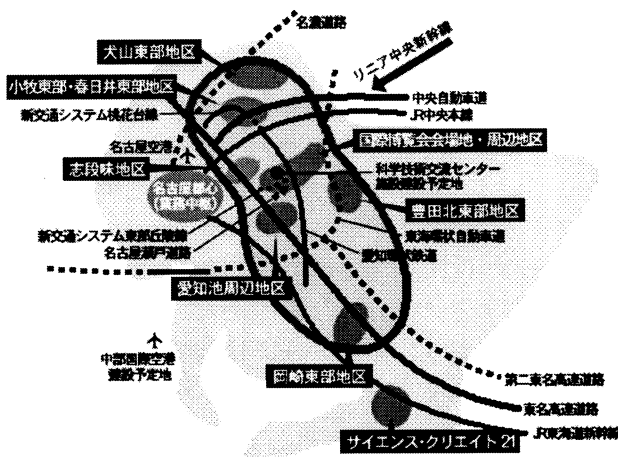 名濃道路
犬山東部地区
リニア中央新幹線
小牧東部・春日井東部地区
中央自動車道
新交通システム桃花台線
JR中央本線
国際博覧会会場地・周辺地区
名古屋空港
志段味地区
科学技術交流センター
施設建設予定地
名古屋都心
豊田北東部地区
新交通システム東部丘陵線
東海環状自動車道
名古屋瀬戸道路
愛知環状鉄道
愛知池周辺地区
中部国際空港
建設予定地
岡崎東部地区
第二東名高速道路
東名高速道路
JR東海道新幹線
サイエンス・クリエイト21